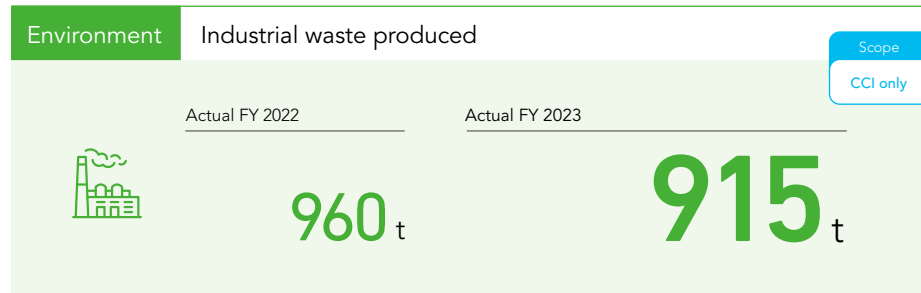 Environment Industrial waste produced
Scope
CCI only
Actual FY 2022 Actual FY 2023
960 t 915 t